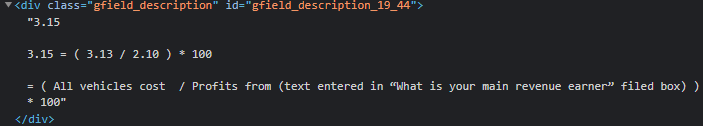 ▼<div class="gfield_description" id="gfield_description_19_44">
"3.15
3.15 = ( 3.13 / 2.10 ) * 100
= ( All vehicles cost / Profits from (text entered in “What is your main revenue earner” filed box) )
* 100"
</div>